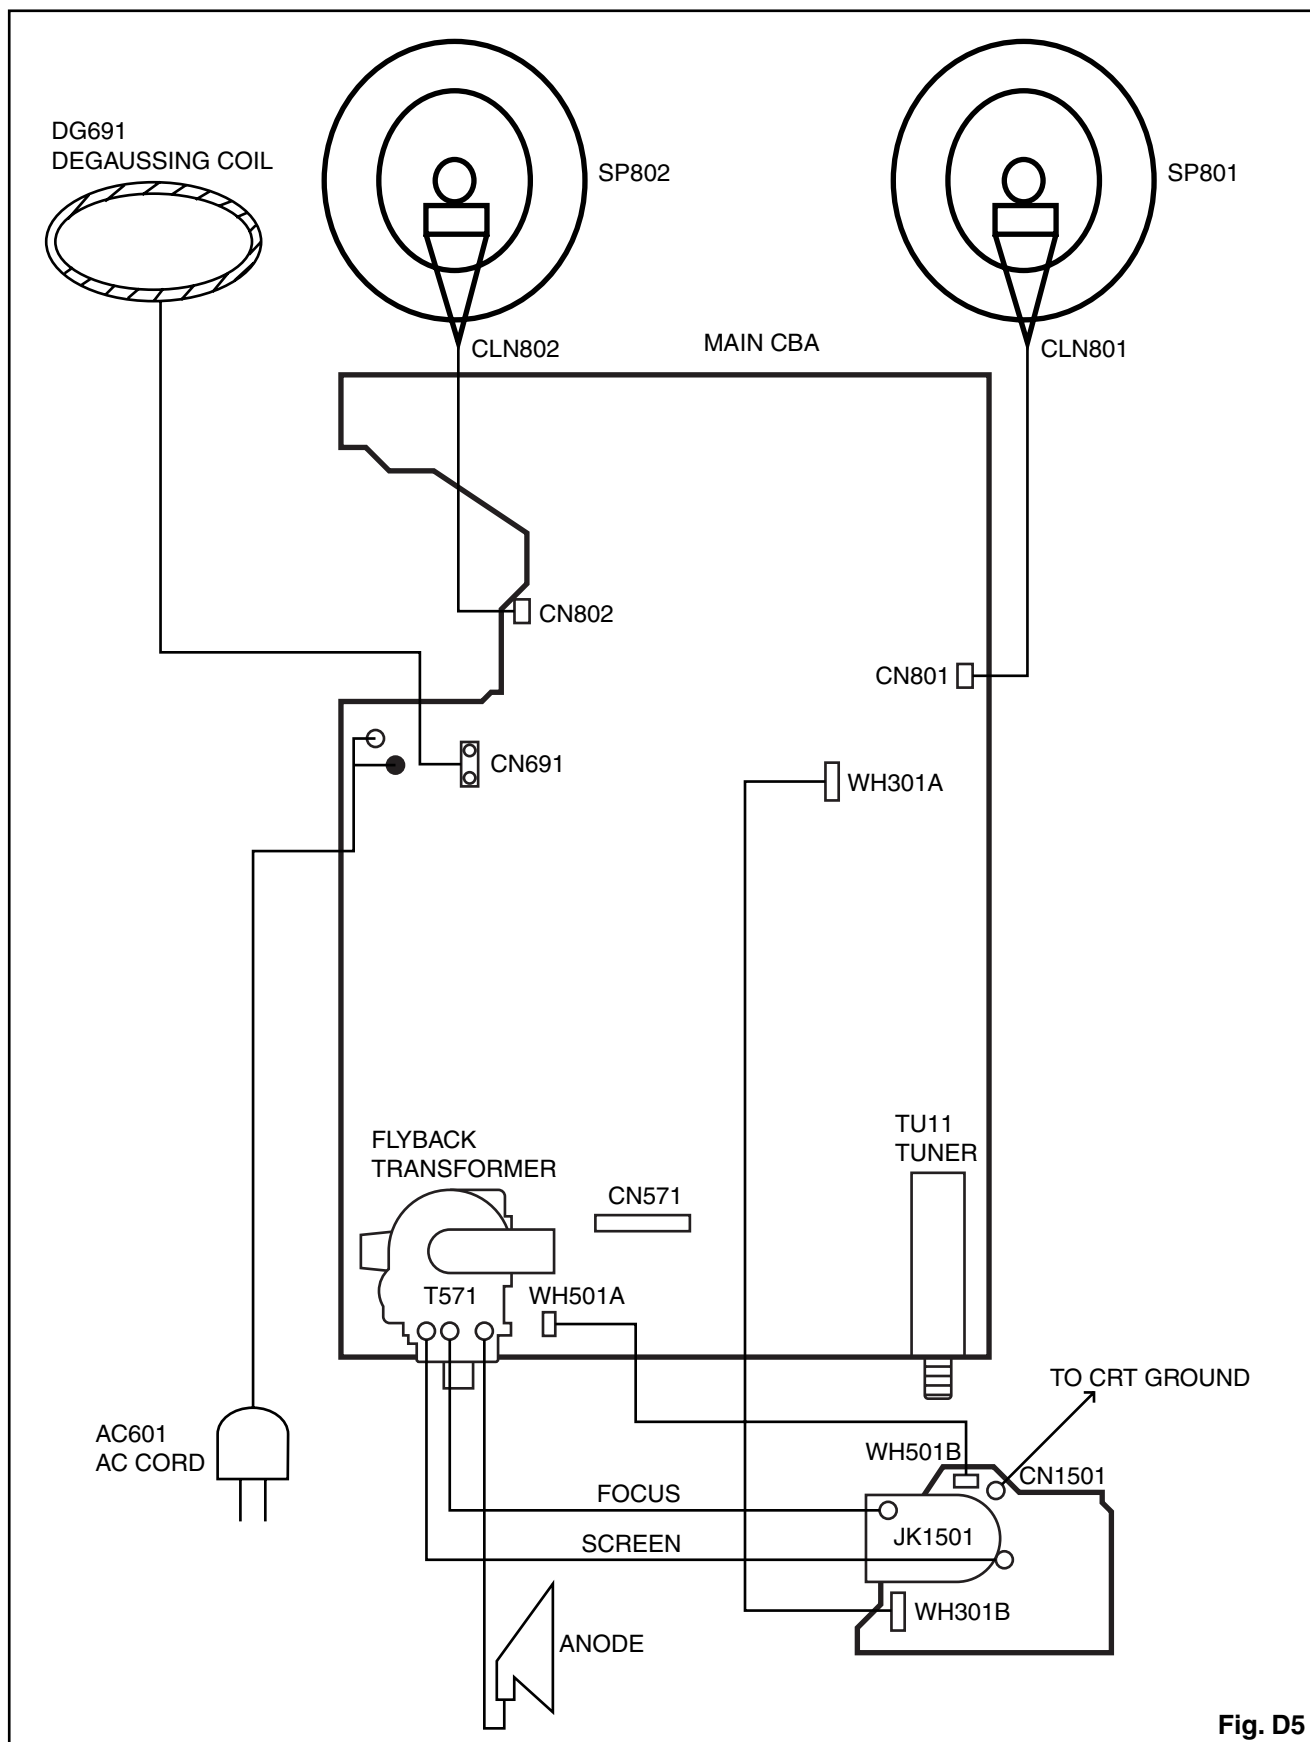 DG691
DEGAUSSING COIL
SP802
SP801
CLN802
MAIN CBA
CLN801
CN802
CN801
CN691
WH301A
TU11
TUNER
FLYBACK
TRANSFORMER
CN571
T571
WH501A
TO CRT GROUND
AC601
AC CORD
WH501B
CN1501
FOCUS
JK1501
SCREEN
WH301B
ANODE
Fig. D5